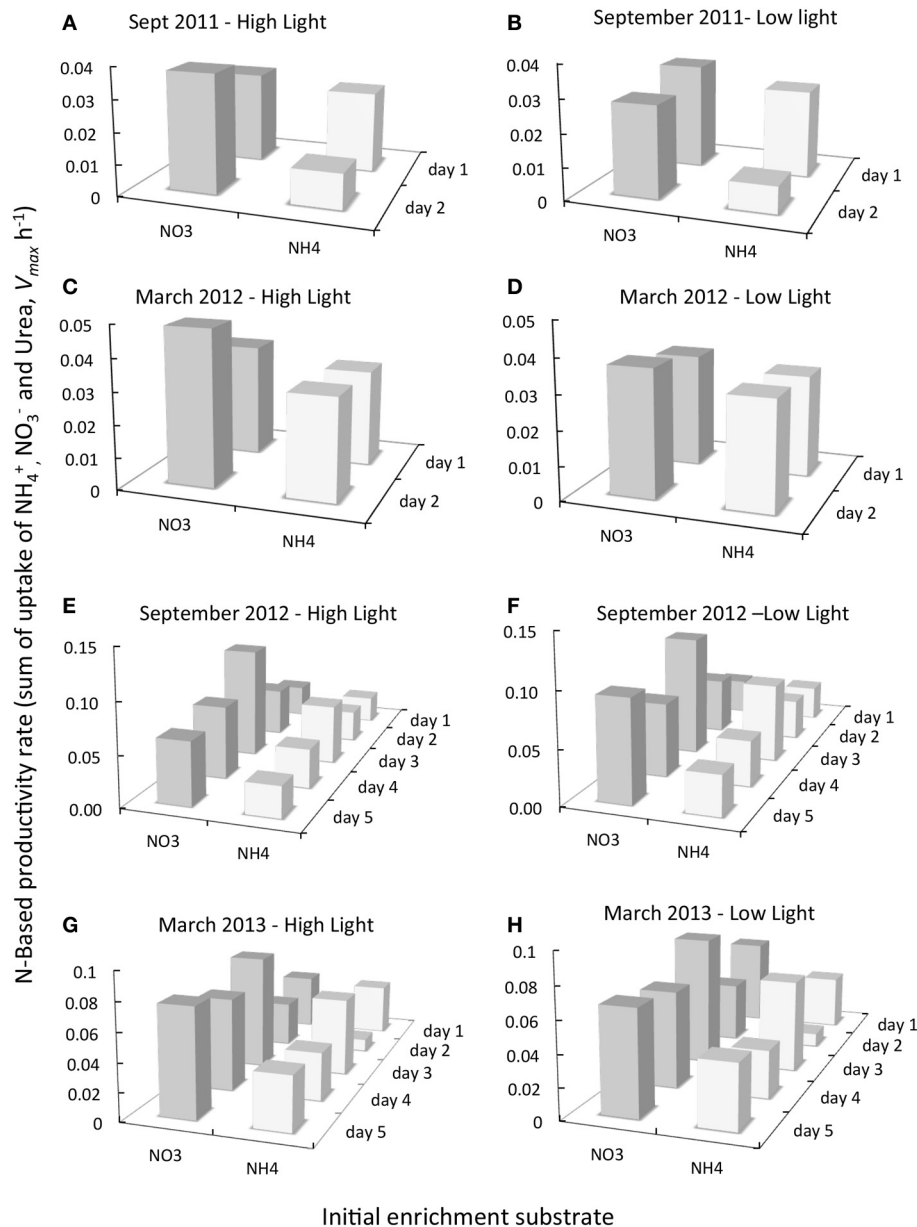 N-Based productivity rate (sum of uptake of NH₄⁺, NO₃⁻ and Urea, Vmax h⁻¹)
A
Sept 2011 - High Light
0.04
0.03
0.02
0.01
0
NO3
NH4
day 1
day 2
B
September 2011- Low light
0.04
0.03
0.02
0.01
0
NO3
NH4
day 1
day 2
C
March 2012 - High Light
0.05
0.04
0.03
0.02
0.01
0
NO3
NH4
day 1
day 2
D
March 2012 - Low Light
0.05
0.04
0.03
0.02
0.01
0
NO3
NH4
day 1
day 2
E
September 2012 - High Light
0.15
0.10
0.05
0.00
NO3
NH4
day 1
day 2
day 3
day 4
day 5
F
September 2012 –Low Light
0.15
0.10
0.05
0.00
NO3
NH4
day 1
day 2
day 3
day 4
day 5
G
March 2013 - High Light
0.1
0.08
0.06
0.04
0.02
0
NO3
NH4
day 1
day 2
day 3
day 4
day 5
H
March 2013 - Low Light
0.1
0.08
0.06
0.04
0.02
0
NO3
NH4
day 1
day 2
day 3
day 4
day 5
Initial enrichment substrate